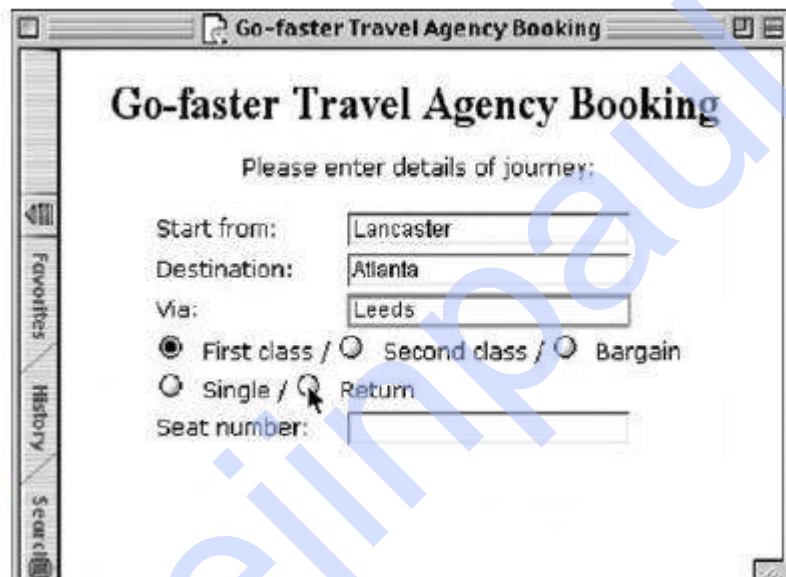 Go-faster Travel Agency Booking
Go-faster Travel Agency Booking
Please enter details of journey:
Start from: Lancaster
Destination: Atlanta
Via: Leeds
First class / Second class / Bargain
Single / Return
Seat number:
Favorites
History
Search
ejinpaul